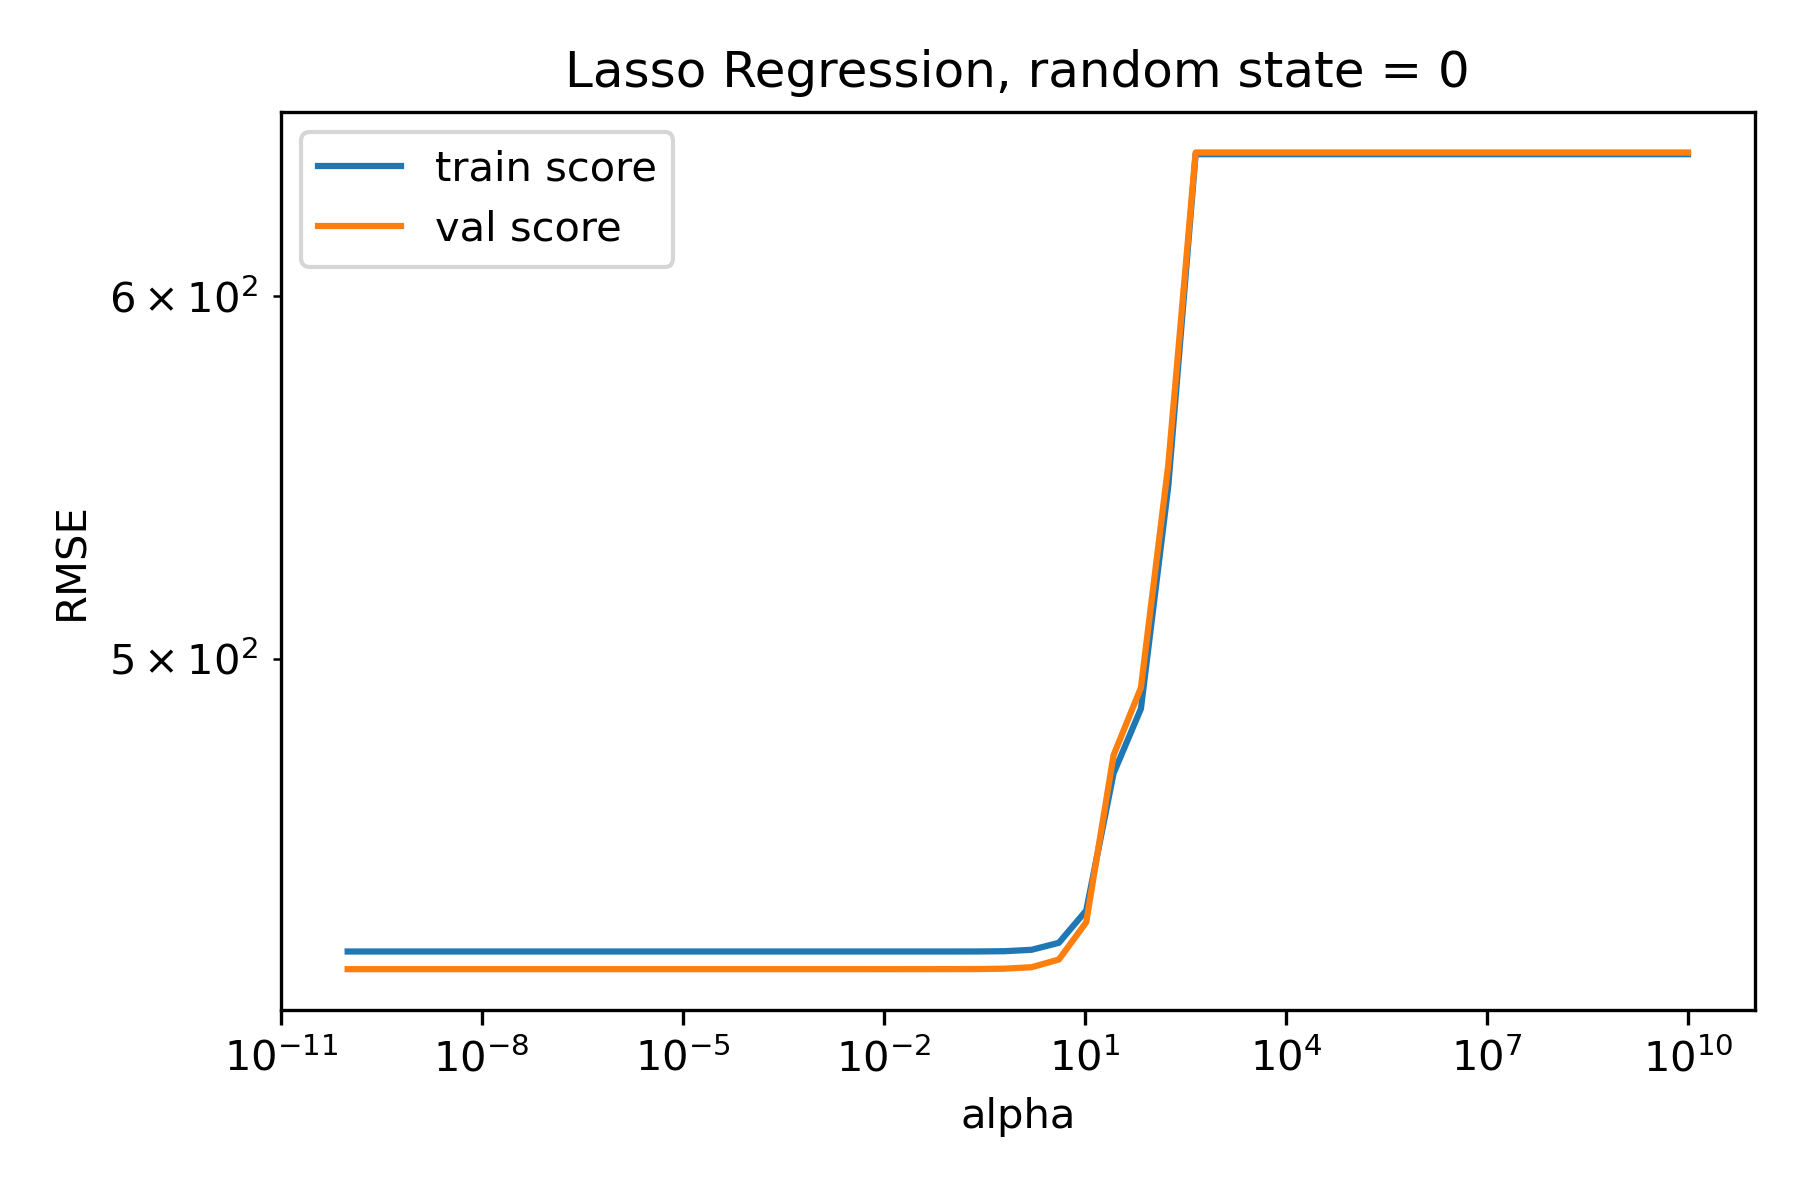 Lasso Regression, random state = 0
train score
val score
6 × 10²
5 × 10²
RMSE
10⁻¹¹ 10⁻⁸ 10⁻⁵ 10⁻² 10¹ 10⁴ 10⁷ 10¹⁰
alpha